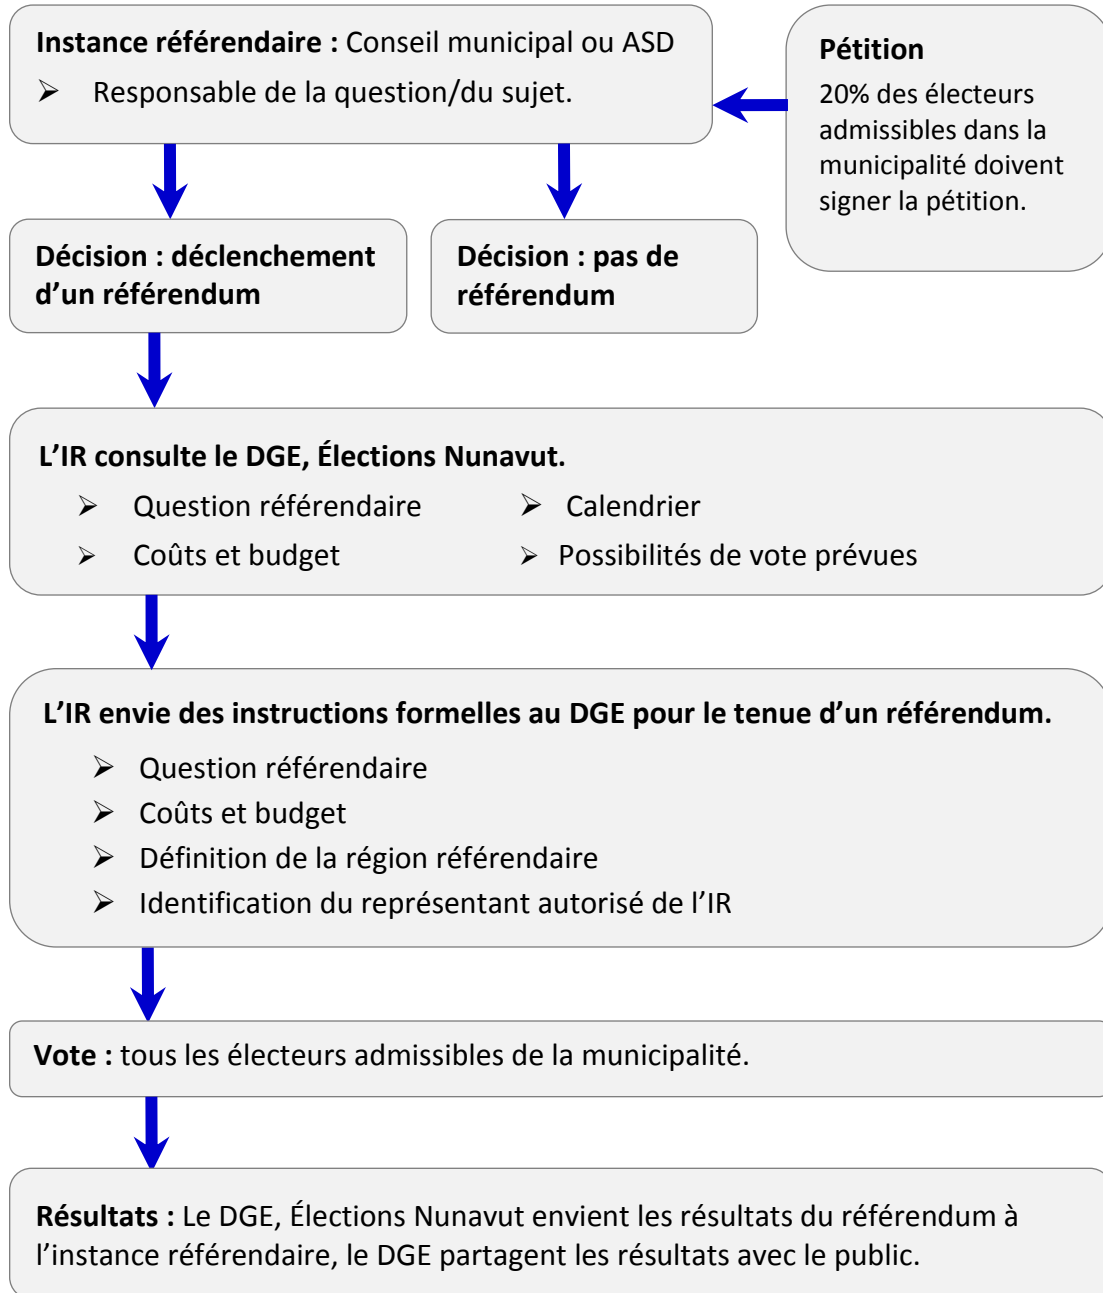 Instance référendaire : Conseil municipal ou ASD
➢ Responsable de la question/du sujet.
Pétition
20% des électeurs
admissibles dans la
municipalité doivent
signer la pétition.
Décision : déclenchement
d’un référendum
Décision : pas de
référendum
L’IR consulte le DGE, Élections Nunavut.
➢ Question référendaire
➢ Calendrier
➢ Coûts et budget
➢ Possibilités de vote prévues
L’IR envie des instructions formelles au DGE pour le tenue d’un référendum.
➢ Question référendaire
➢ Coûts et budget
➢ Définition de la région référendaire
➢ Identification du représentant autorisé de l’IR
Vote : tous les électeurs admissibles de la municipalité.
Résultats : Le DGE, Élections Nunavut envient les résultats du référendum à
l’instance référendaire, le DGE partagent les résultats avec le public.